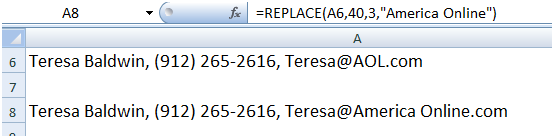 A8 fx =REPLACE(A6,40,3,"America Online")
A
6 Teresa Baldwin, (912) 265-2616, Teresa@AOL.com
7
8 Teresa Baldwin, (912) 265-2616, Teresa@America Online.com